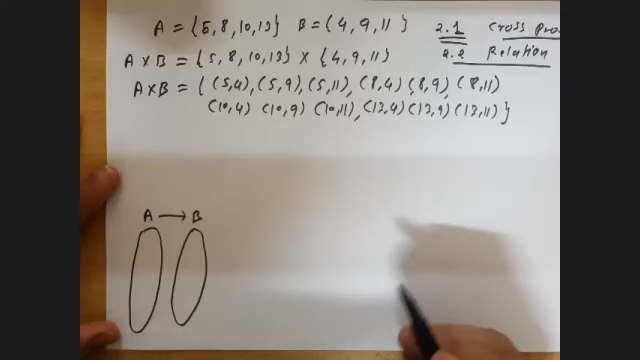 A = {5,8,10,13} B = {4,9,11} 2.1 Cross pro
A x B = {5,8,10,13} x {4,9,11} 2.2 Relation
A x B = { (5,4), (5,9), (5,11), (8,4) (8,9), (8,11)
(10,4) (10,9) (10,11), (13,4) (13,9) (13,11) }
A → B